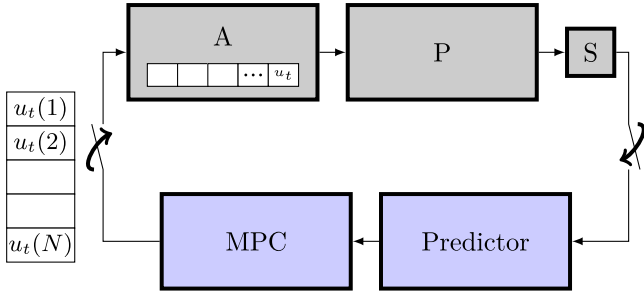 A
P
S
... u_t
u_t(1)
u_t(2)
u_t(N)
MPC
Predictor